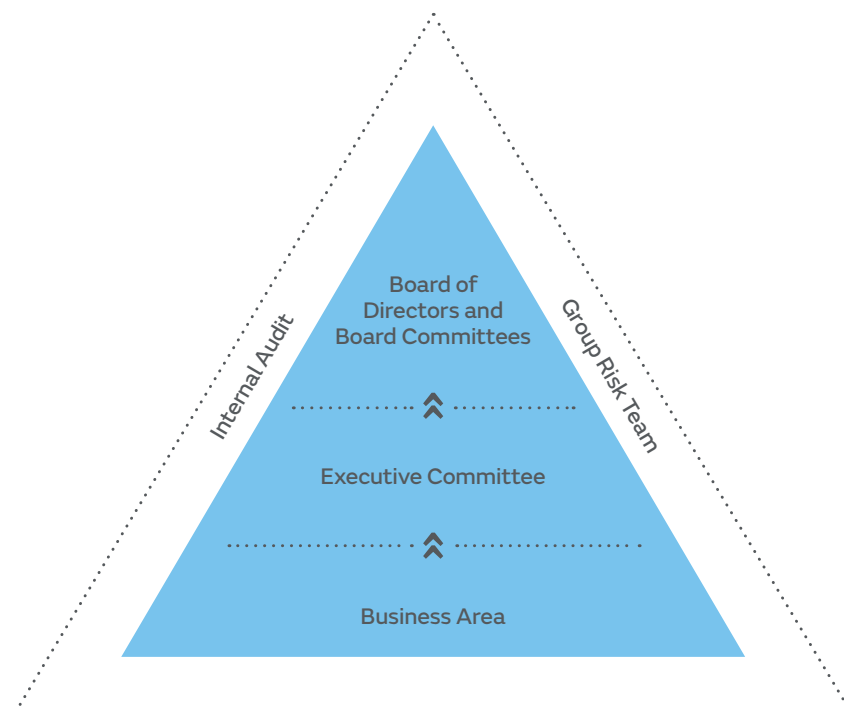 Board of
Directors and
Board Committees
Internal Audit
Group Risk Team
Executive Committee
Business Area